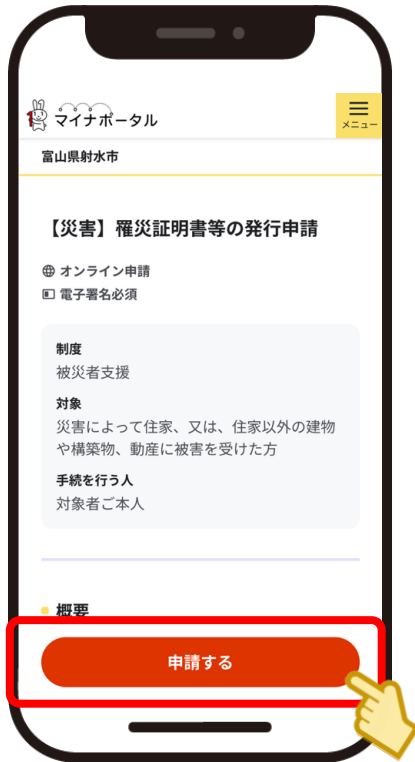 マイナポータル
メニュー
富山県射水市
【災害】罹災証明書等の発行申請
オンライン申請
電子署名必須
制度
被災者支援
対象
災害によって住家、又は、住家以外の建物
や構築物、動産に被害を受けた方
手続を行う人
対象者ご本人
概要
申請する